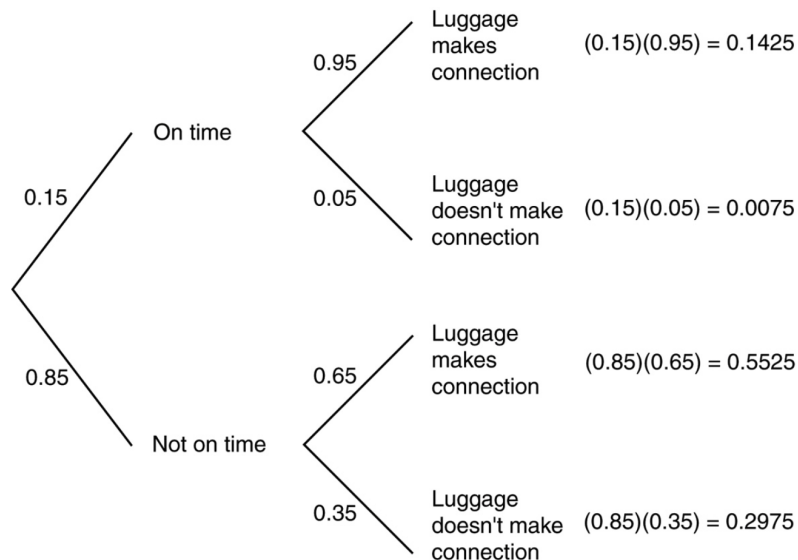 Luggage
makes
connection
(0.15)(0.95) = 0.1425
0.95
On time
0.15
0.05
Luggage
doesn't make
connection
(0.15)(0.05) = 0.0075
Luggage
makes
connection
(0.85)(0.65) = 0.5525
0.85
0.65
Not on time
0.35
Luggage
doesn't make
connection
(0.85)(0.35) = 0.2975